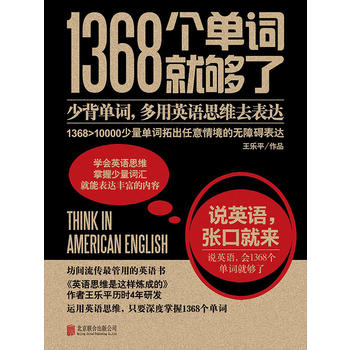 1368个单词
就够了
少背单词，多用英语思维去表达
1368>10000少量单词拓出任意情境的无障碍表达
王乐平/作品
学会英语思维
掌握少量词汇
就能表达丰富的内容
THINK IN
AMERICAN ENGLISH
说英语，
张口就来
说英语，会1368个
单词就够了
坊间流传最管用的英语书
《英语思维是这样炼成的》
作者王乐平历时4年研发
运用英语思维，只要深度掌握1368个单词
北京联合出版公司